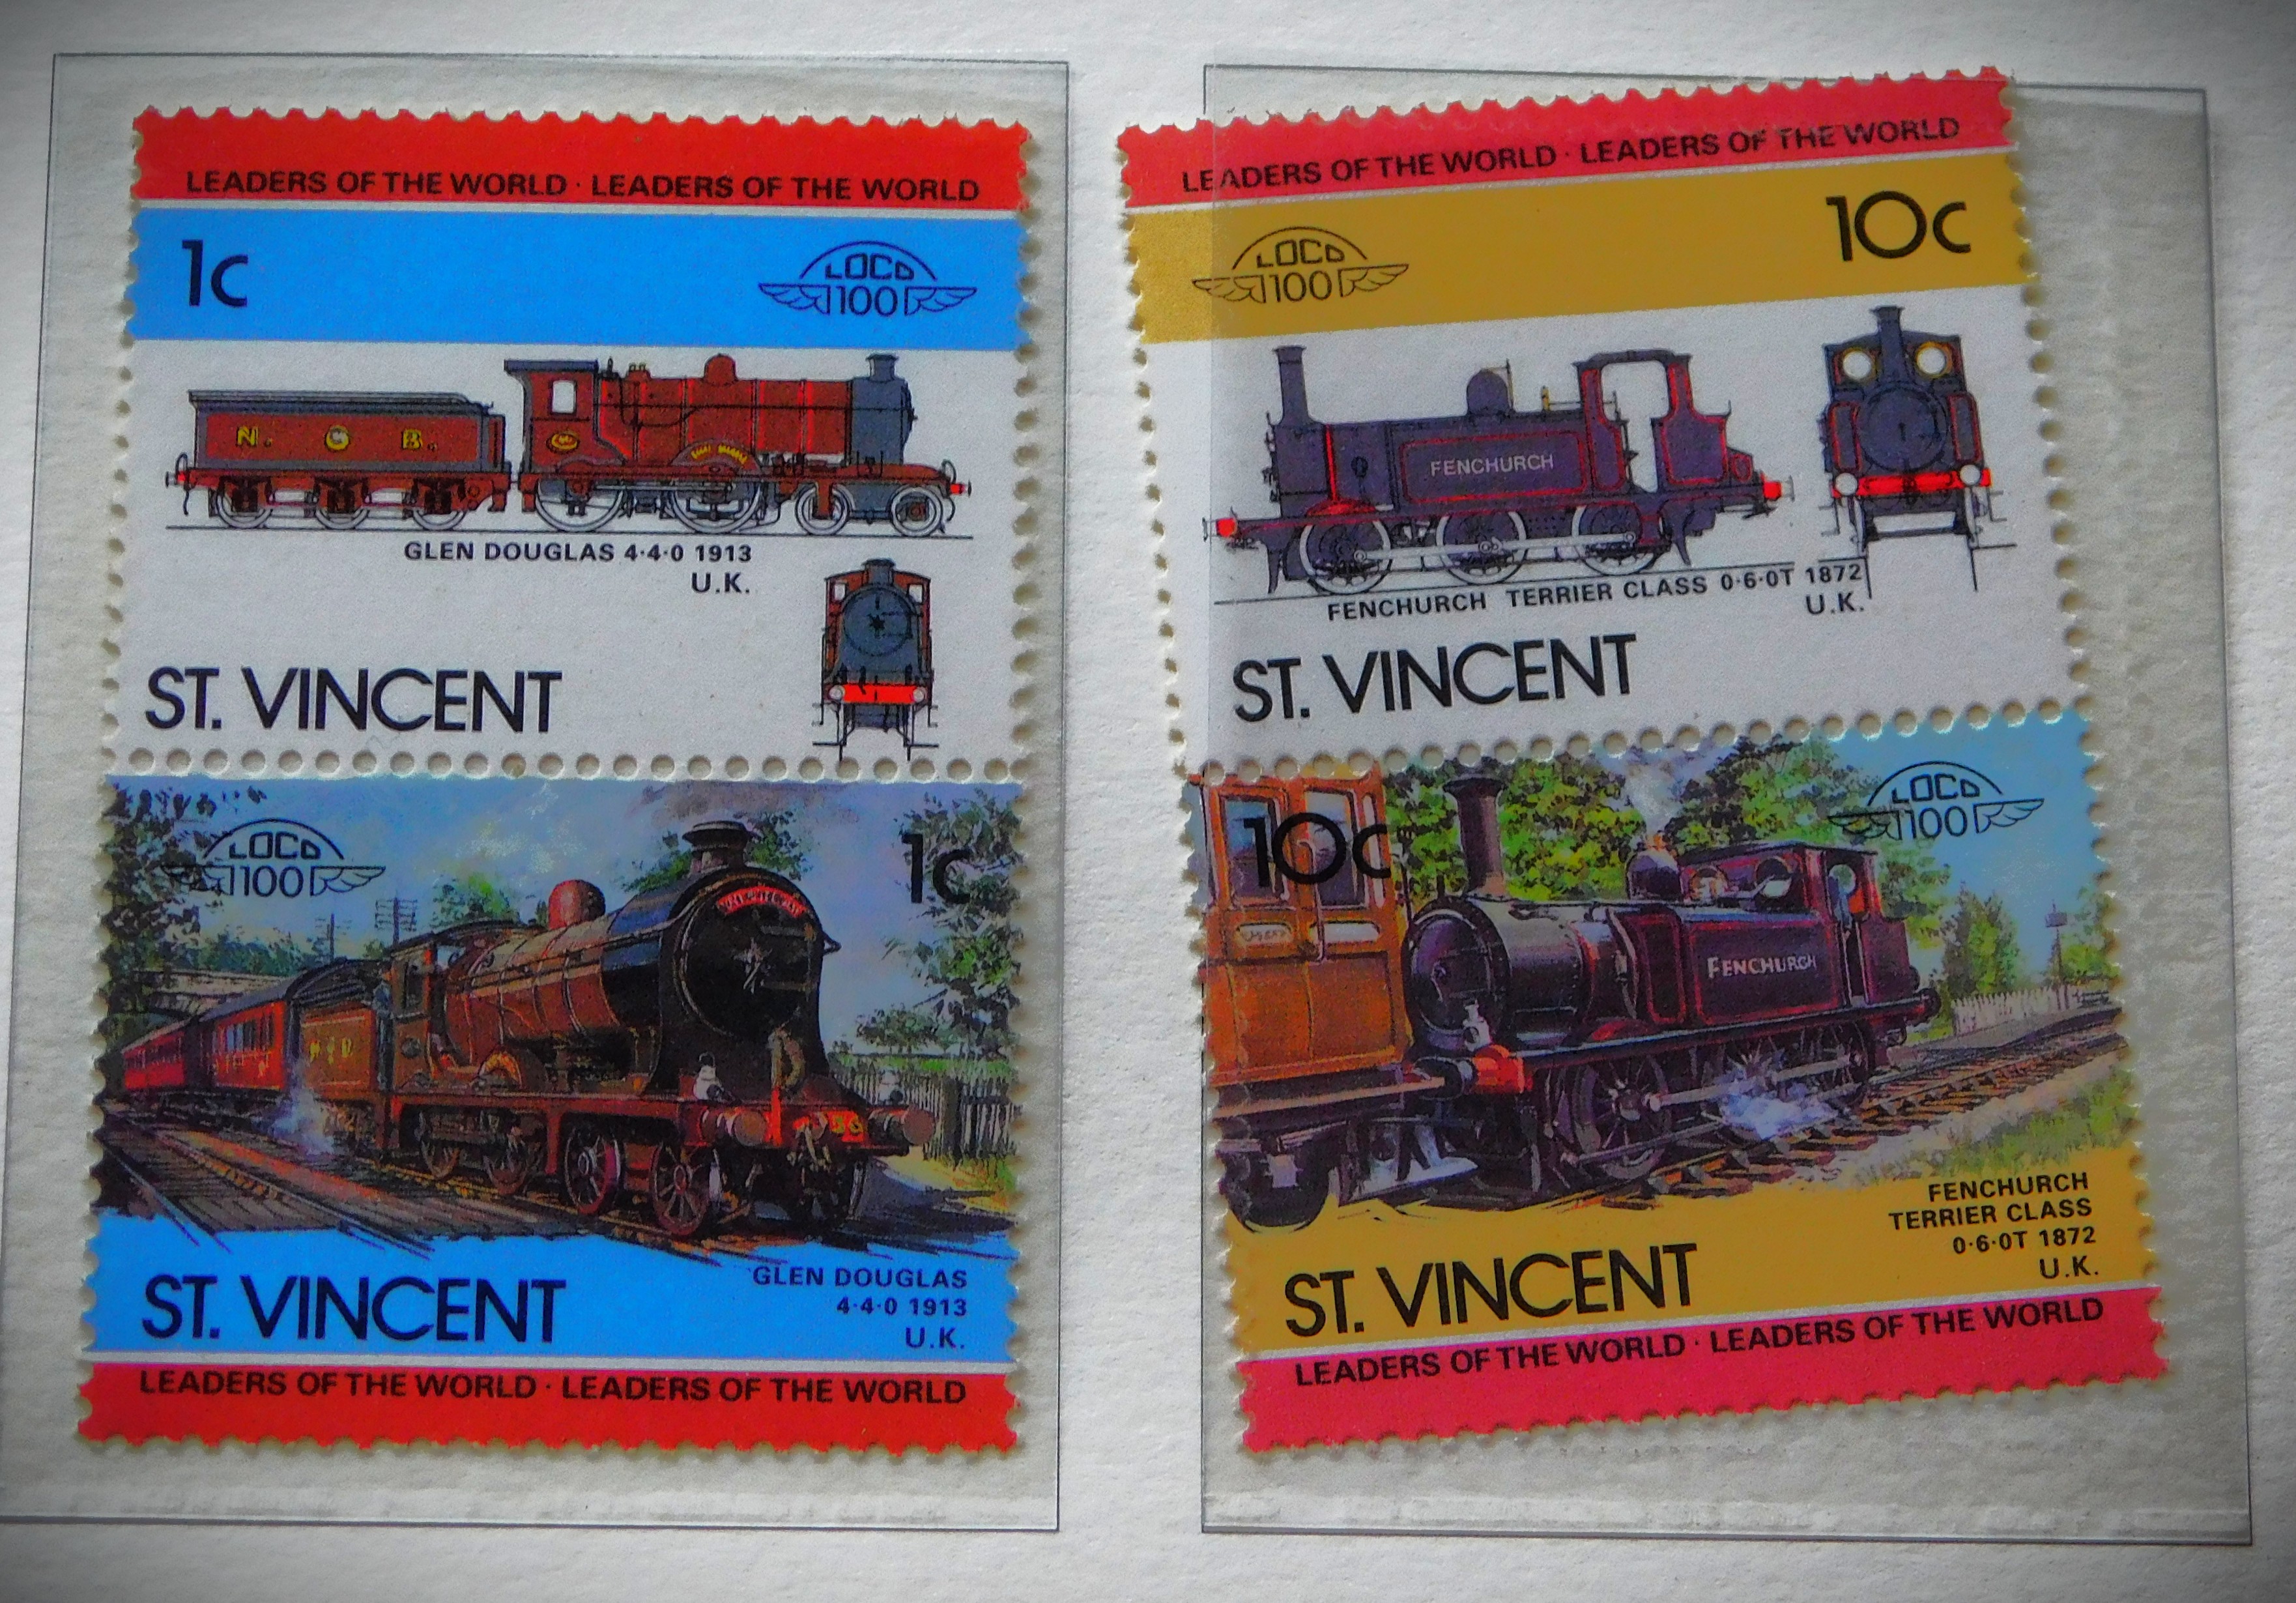 LEADERS OF THE WORLD · LEADERS OF THE WORLD
1c
LOCO
100
N. B. R.
GLEN DOUGLAS 4·4·0 1913
U.K.
ST. VINCENT
LOCO
100
1c
ST. VINCENT
GLEN DOUGLAS
4·4·0 1913
U.K.
LEADERS OF THE WORLD · LEADERS OF THE WORLD
LEADERS OF THE WORLD · LEADERS OF THE WORLD
LOCO
100
10c
FENCHURCH
FENCHURCH TERRIER CLASS 0·6·0T 1872
U.K.
ST. VINCENT
10c
LOCO
100
FENCHURCH
FENCHURCH
TERRIER CLASS
0·6·0T 1872
U.K.
ST. VINCENT
LEADERS OF THE WORLD · LEADERS OF THE WORLD